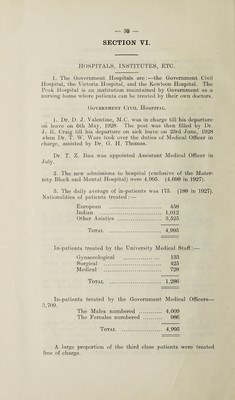 — 30 —
SECTION VI.
HOSPITALS, INSTITUTES, ETC.
1. The Government Hospitals are:—the Government Civil
Hospital, the Victoria Hospital, and the Kowloon Hospital. The
Peak Hospital is an institution maintained by Government as a
nursing home where patients can be treated by their own doctors.
GOVERNMENT CIVIL HOSPITAL.
1. Dr. D. J. Valentine, M.C. was in charge till his departure
on leave on 6th May, 1928. The post was then filled by Dr.
J. R. Craig till his departure on sick leave on 23rd June, 1928
when Dr. T. W. Ware took over the duties of Medical Officer in
charge, assisted by Dr. G. H. Thomas.
Dr. T. Z. Bau was appointed Assistant Medical Officer in
July.
2. The new admissions to hospital (exclusive of the Mater-
nity Block and Mental Hospital) were 4,995. (4,698 in 1927).
3. The daily average of in-patients was 175. (180 in 1927).
Nationalities of patients treated:—
European 458
Indian 1,012
Other Asiatics 3,525
TOTAL 4,995
In-patients treated by the University Medical Staff:—
Gynaecological 133
Surgical 425
Medical 728
TOTAL 1,286
In-patients treated by the Government Medical Officers—
3,709.
The Males numbered 4,009
The Females numbered 986
TOTAL 4,995
A large proportion of the third class patients were treated
free of charge.